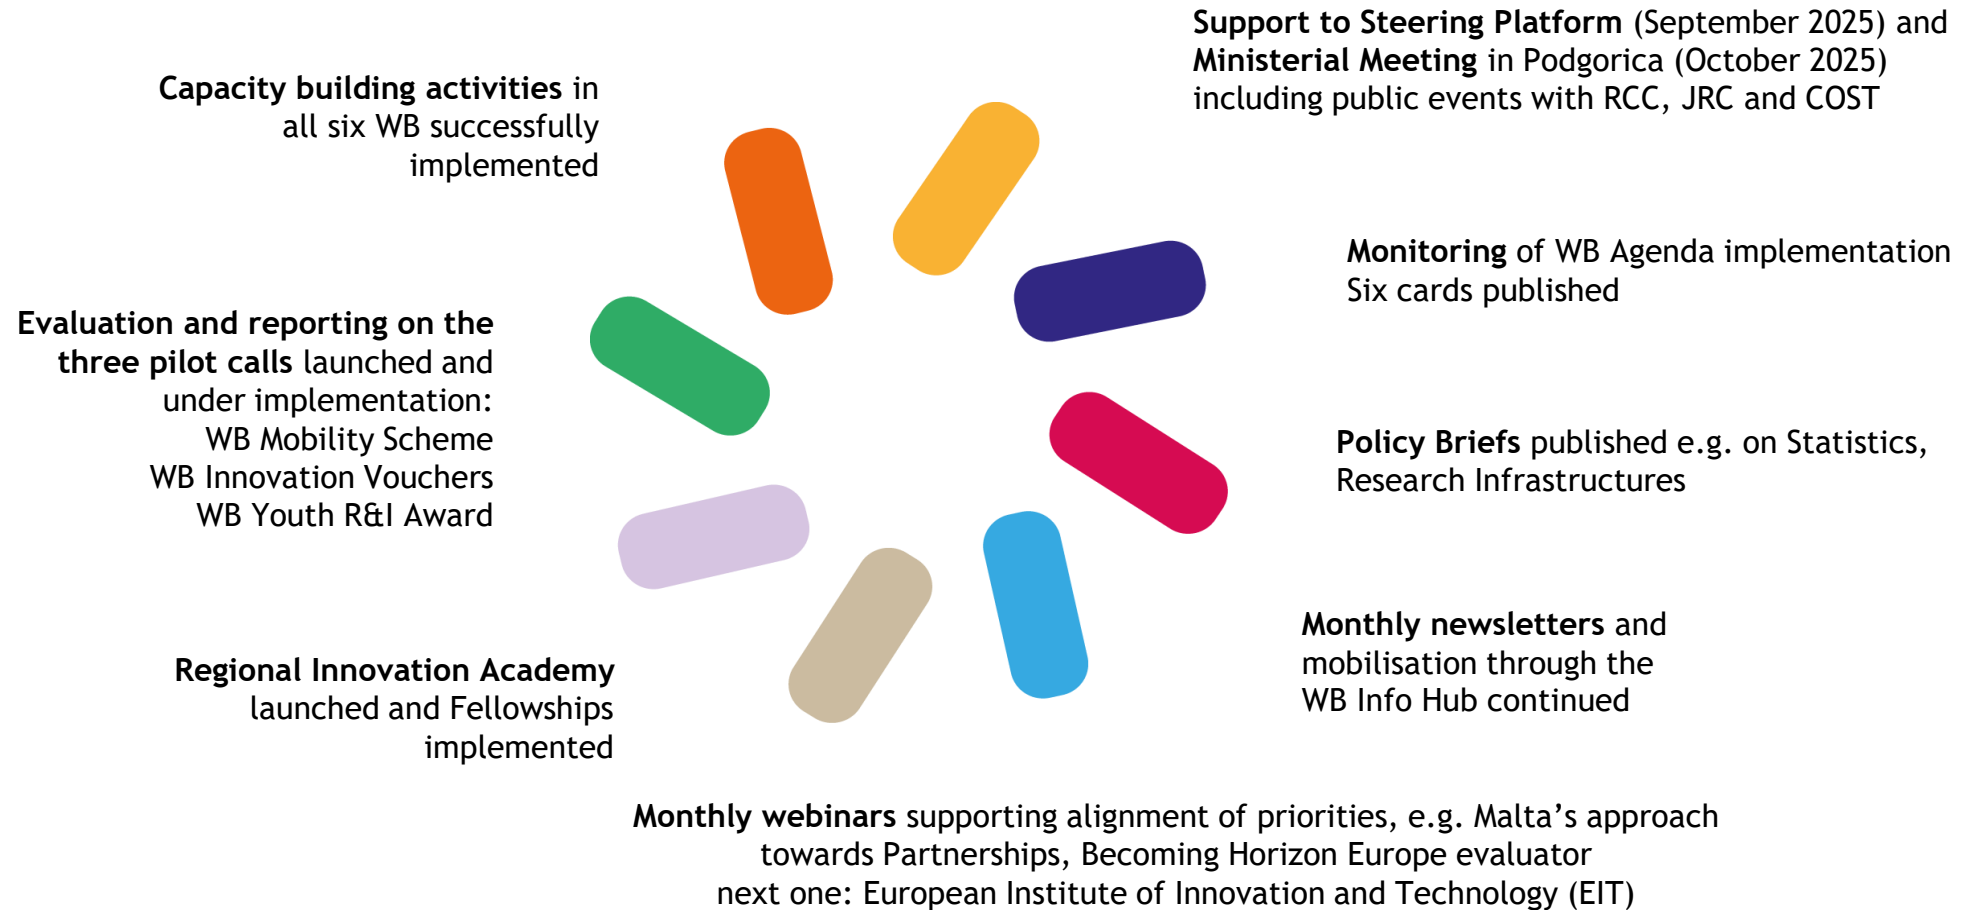 Support to Steering Platform (September 2025) and
Ministerial Meeting in Podgorica (October 2025)
including public events with RCC, JRC and COST
Capacity building activities in
all six WB successfully
implemented
Monitoring of WB Agenda implementation
Six cards published
Evaluation and reporting on the
three pilot calls launched and
under implementation:
WB Mobility Scheme
WB Innovation Vouchers
WB Youth R&I Award
Policy Briefs published e.g. on Statistics,
Research Infrastructures
Monthly newsletters and
mobilisation through the
WB Info Hub continued
Regional Innovation Academy
launched and Fellowships
implemented
Monthly webinars supporting alignment of priorities, e.g. Malta’s approach
towards Partnerships, Becoming Horizon Europe evaluator
next one: European Institute of Innovation and Technology (EIT)